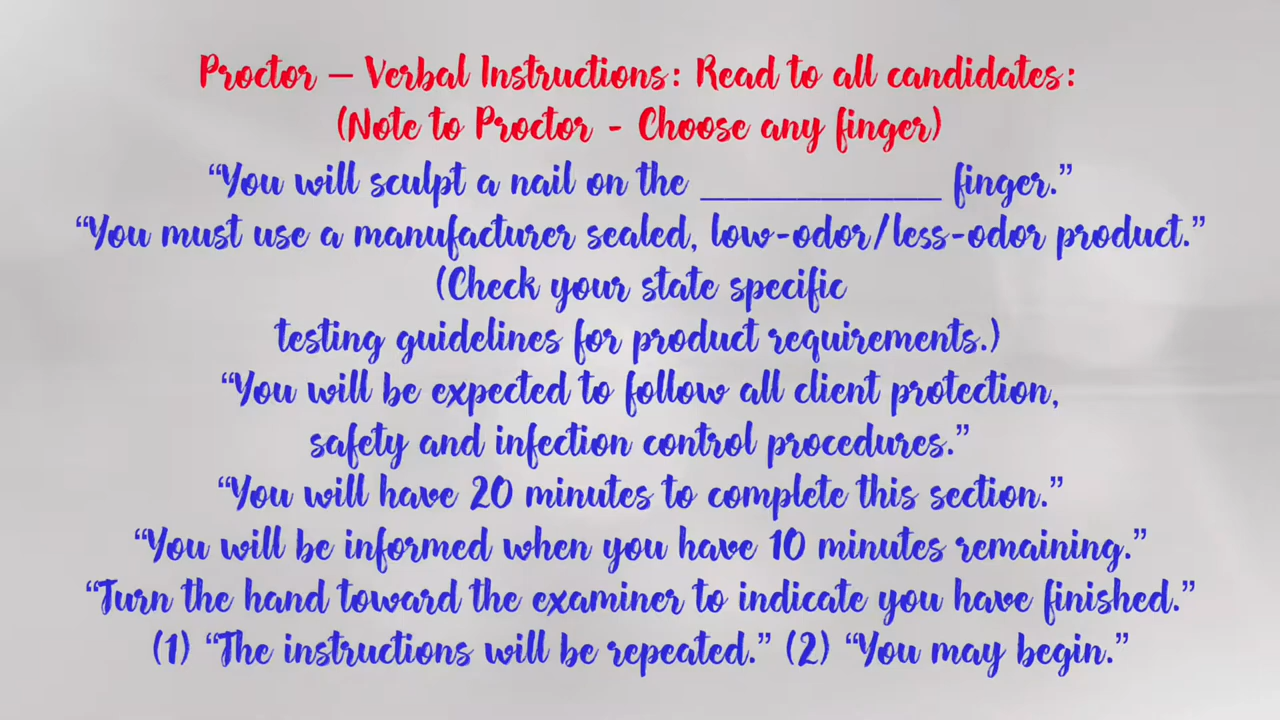 Proctor – Verbal Instructions: Read to all candidates:
(Note to Proctor - Choose any finger)
“You will sculpt a nail on the ____________ finger.”
“You must use a manufacturer sealed, low-odor/less-odor product.”
(Check your state specific
testing guidelines for product requirements.)
“You will be expected to follow all client protection,
safety and infection control procedures.”
“You will have 20 minutes to complete this section.”
“You will be informed when you have 10 minutes remaining.”
“Turn the hand toward the examiner to indicate you have finished.”
(1) “The instructions will be repeated.” (2) “You may begin.”